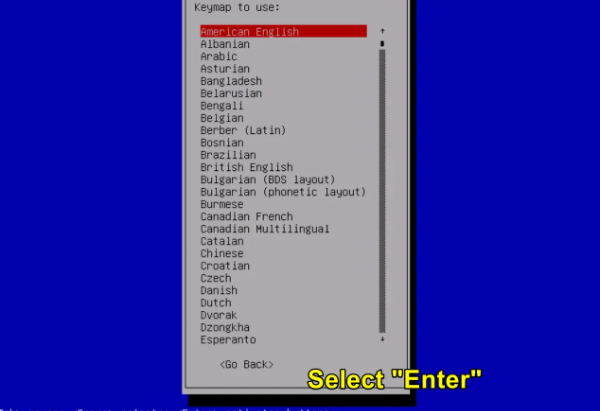 Keymap to use:
American English
Albanian
Arabic
Asturian
Bangladesh
Belarusian
Bengali
Belgian
Berber (Latin)
Bosnian
Brazilian
British English
Bulgarian (BDS layout)
Bulgarian (phonetic layout)
Burmese
Canadian French
Canadian Multilingual
Catalan
Chinese
Croatian
Czech
Danish
Dutch
Dvorak
Dzongkha
Esperanto
<Go Back>
Select "Enter"